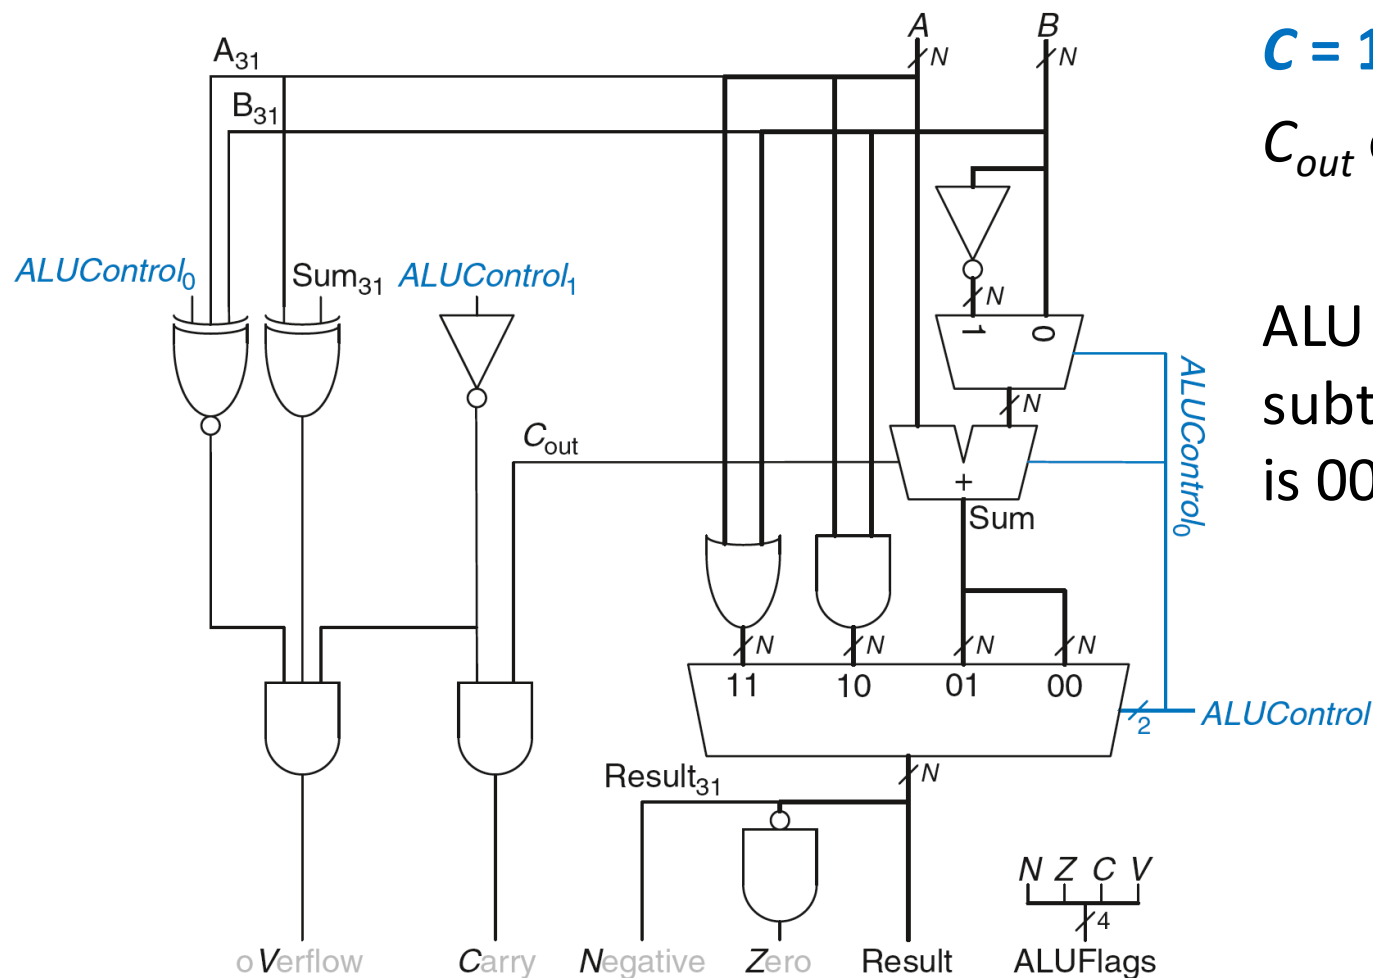 A
B
N
N
C = 1
A31
B31
Cout
ALUControl0
Sum31
ALUControl1
N
1
0
ALU
subt
is 00
ALUControl0
N
Cout
+
Sum
N
N
N
N
11
10
01
00
2
ALUControl
N
Result31
N Z C V
4
oVerflow
Carry
Negative
Zero
Result
ALUFlags